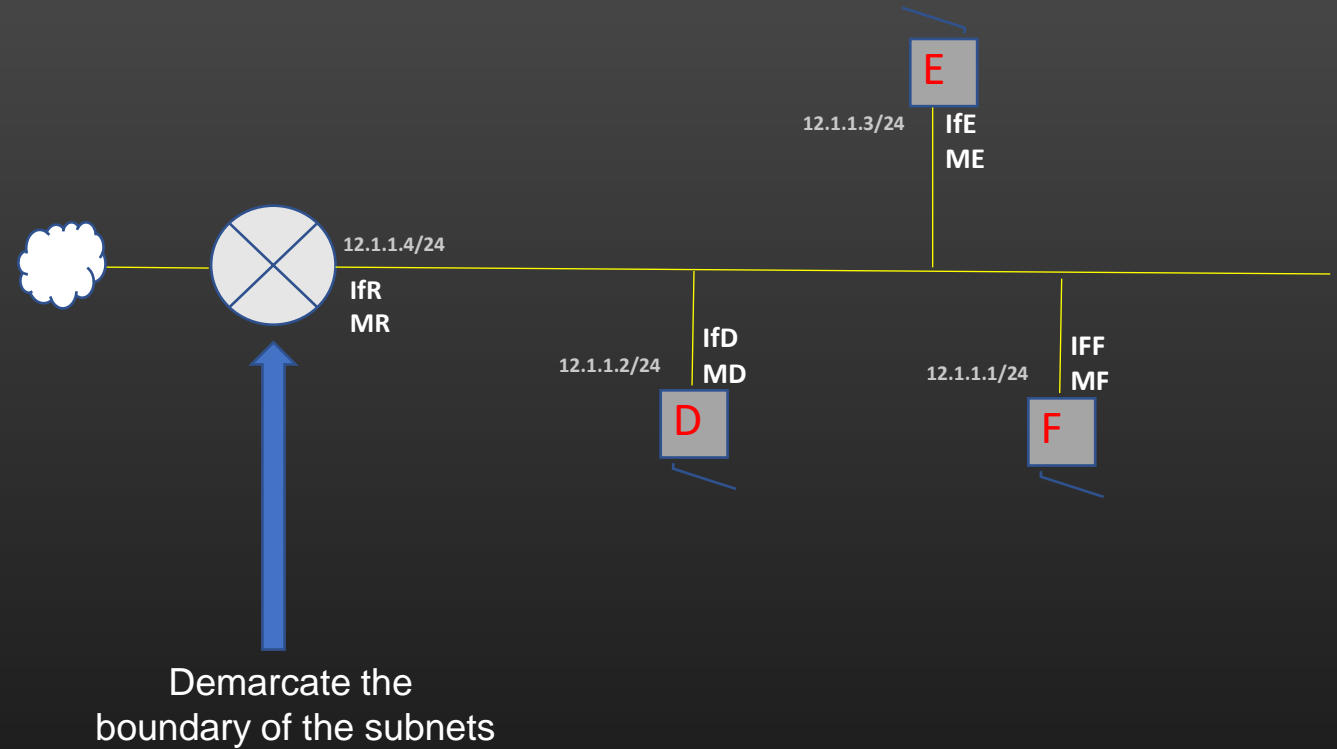 E
12.1.1.3/24
IfE
ME
12.1.1.4/24
IfR
MR
IfD
12.1.1.2/24
MD
D
IFF
12.1.1.1/24
MF
F
Demarcate the
boundary of the subnets